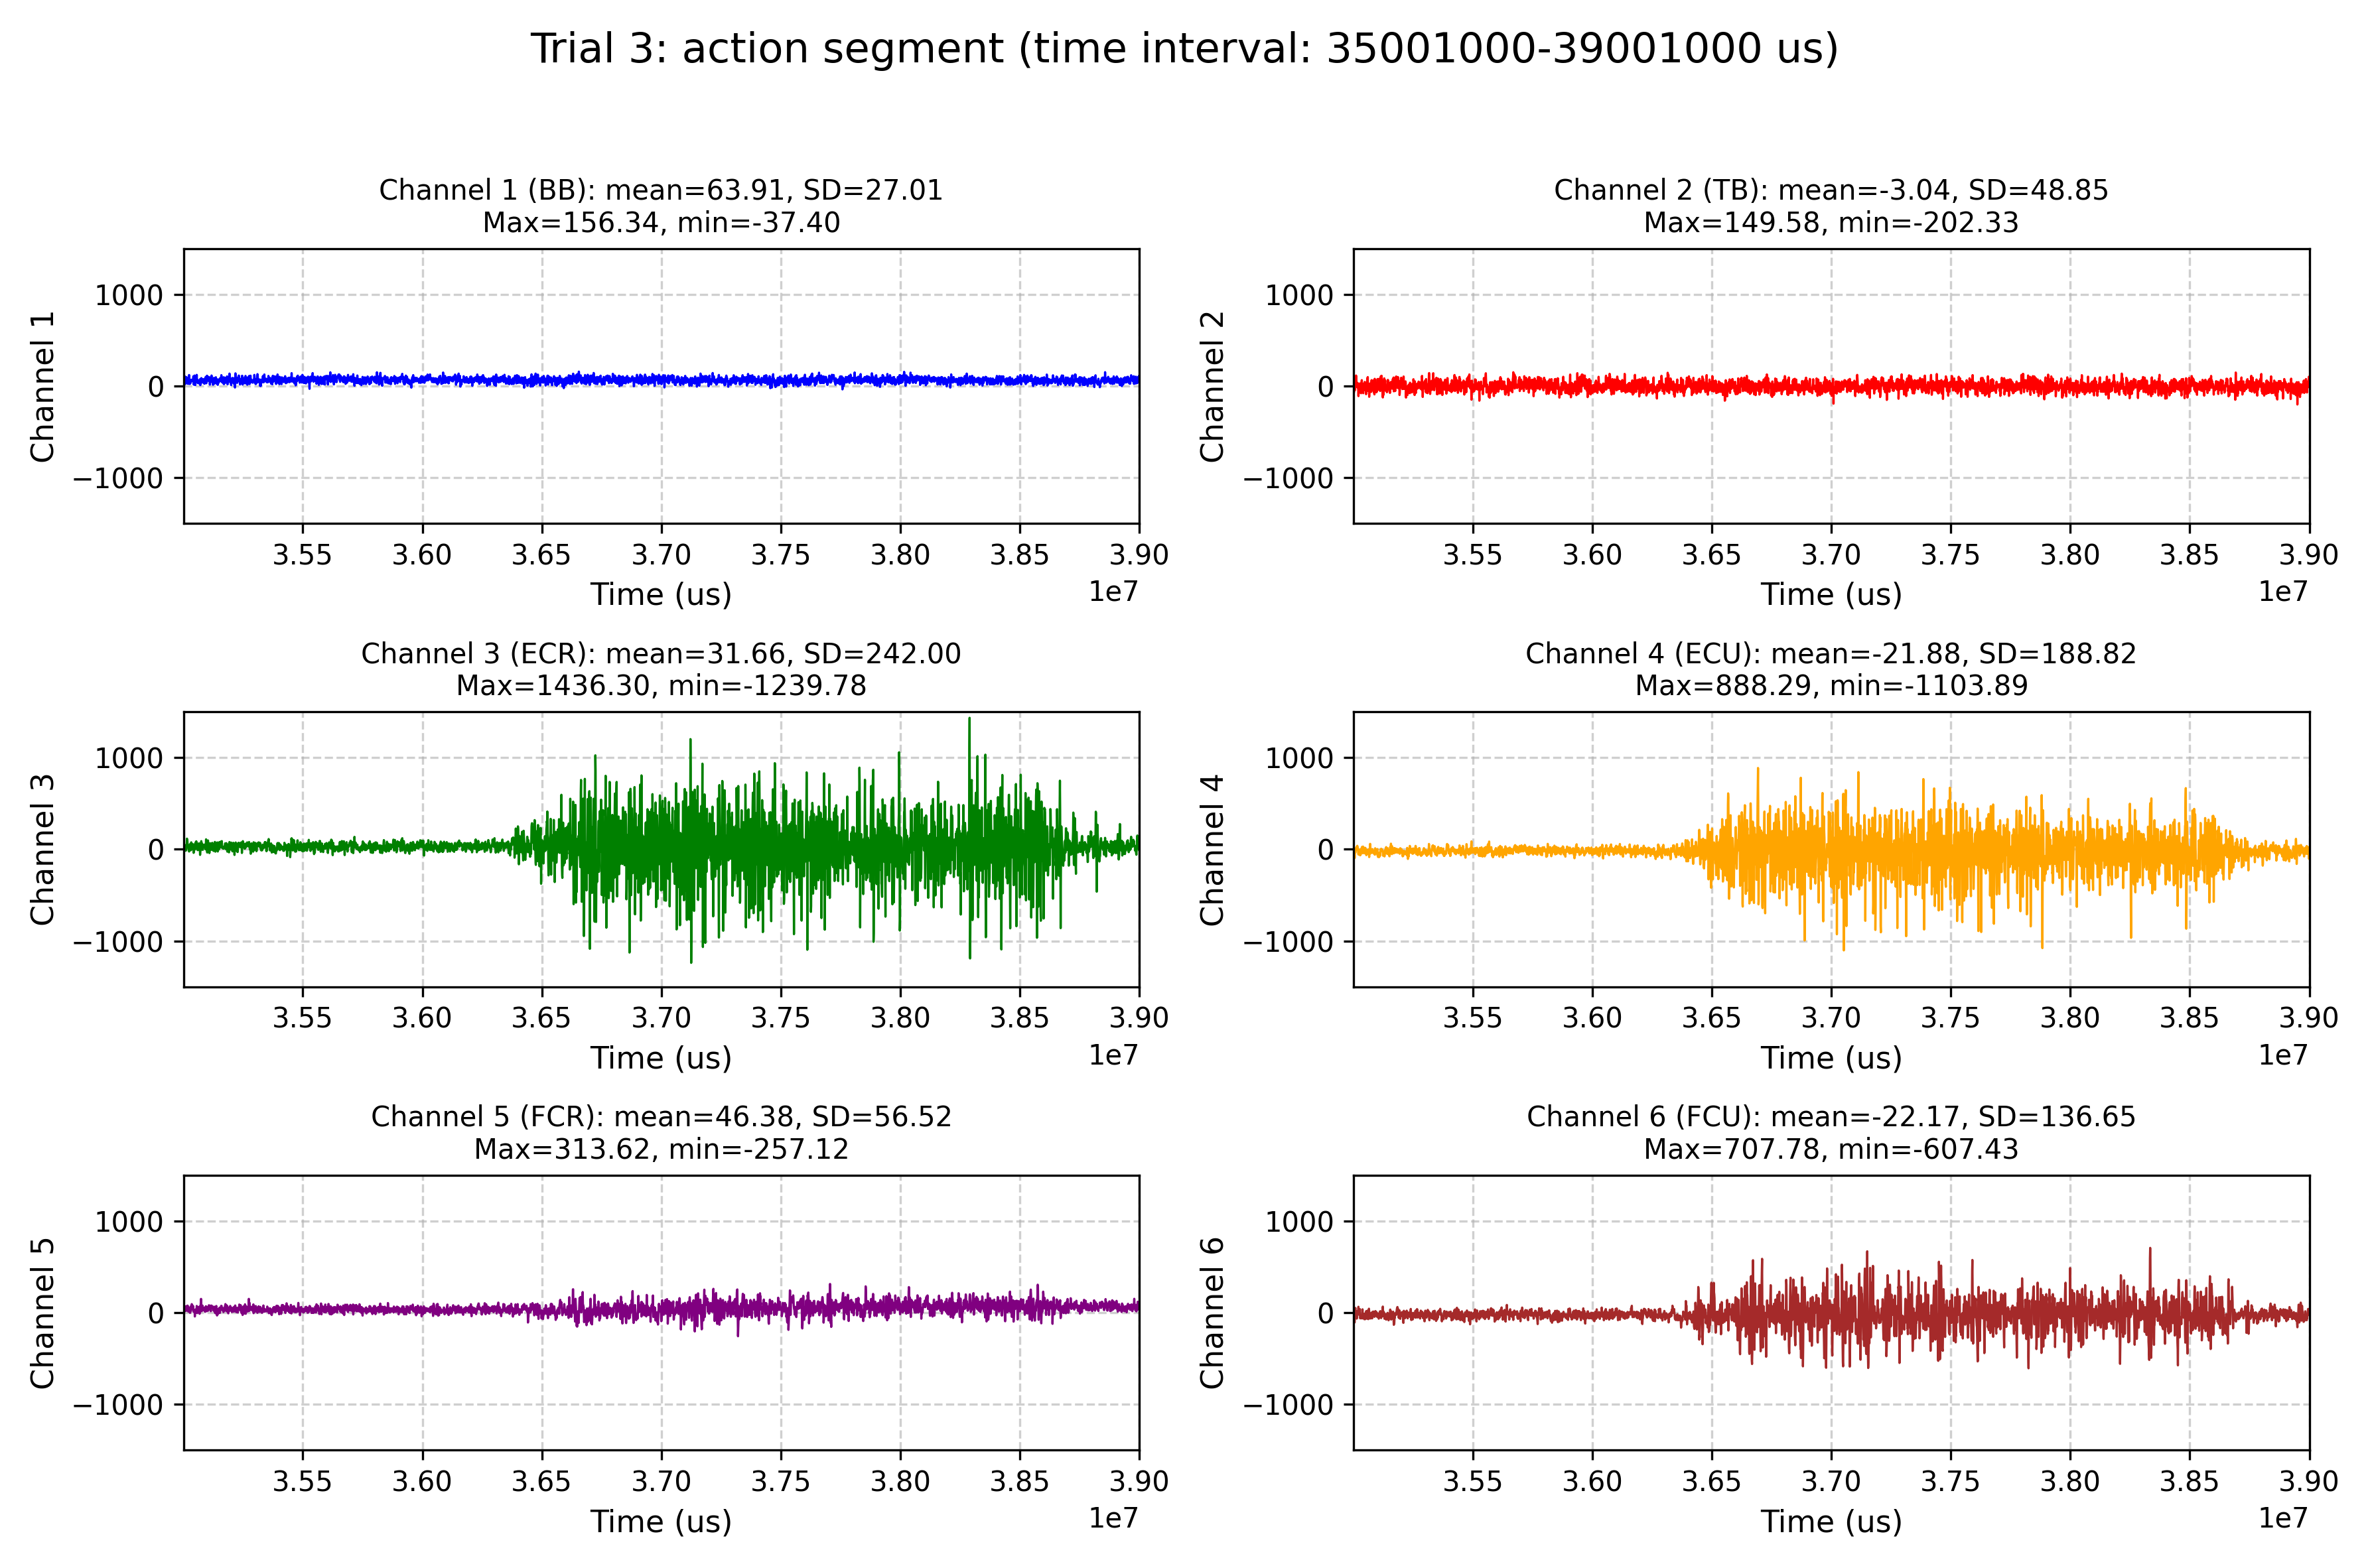 Trial 3: action segment (time interval: 35001000-39001000 us)
Channel 1 (BB): mean=63.91, SD=27.01
Max=156.34, min=-37.40
1000
0
−1000
Channel 1
3.55 3.60 3.65 3.70 3.75 3.80 3.85 3.90
Time (us)
1e7
Channel 2 (TB): mean=-3.04, SD=48.85
Max=149.58, min=-202.33
1000
0
−1000
Channel 2
3.55 3.60 3.65 3.70 3.75 3.80 3.85 3.90
Time (us)
1e7
Channel 3 (ECR): mean=31.66, SD=242.00
Max=1436.30, min=-1239.78
1000
0
−1000
Channel 3
3.55 3.60 3.65 3.70 3.75 3.80 3.85 3.90
Time (us)
1e7
Channel 4 (ECU): mean=-21.88, SD=188.82
Max=888.29, min=-1103.89
1000
0
−1000
Channel 4
3.55 3.60 3.65 3.70 3.75 3.80 3.85 3.90
Time (us)
1e7
Channel 5 (FCR): mean=46.38, SD=56.52
Max=313.62, min=-257.12
1000
0
−1000
Channel 5
3.55 3.60 3.65 3.70 3.75 3.80 3.85 3.90
Time (us)
1e7
Channel 6 (FCU): mean=-22.17, SD=136.65
Max=707.78, min=-607.43
1000
0
−1000
Channel 6
3.55 3.60 3.65 3.70 3.75 3.80 3.85 3.90
Time (us)
1e7